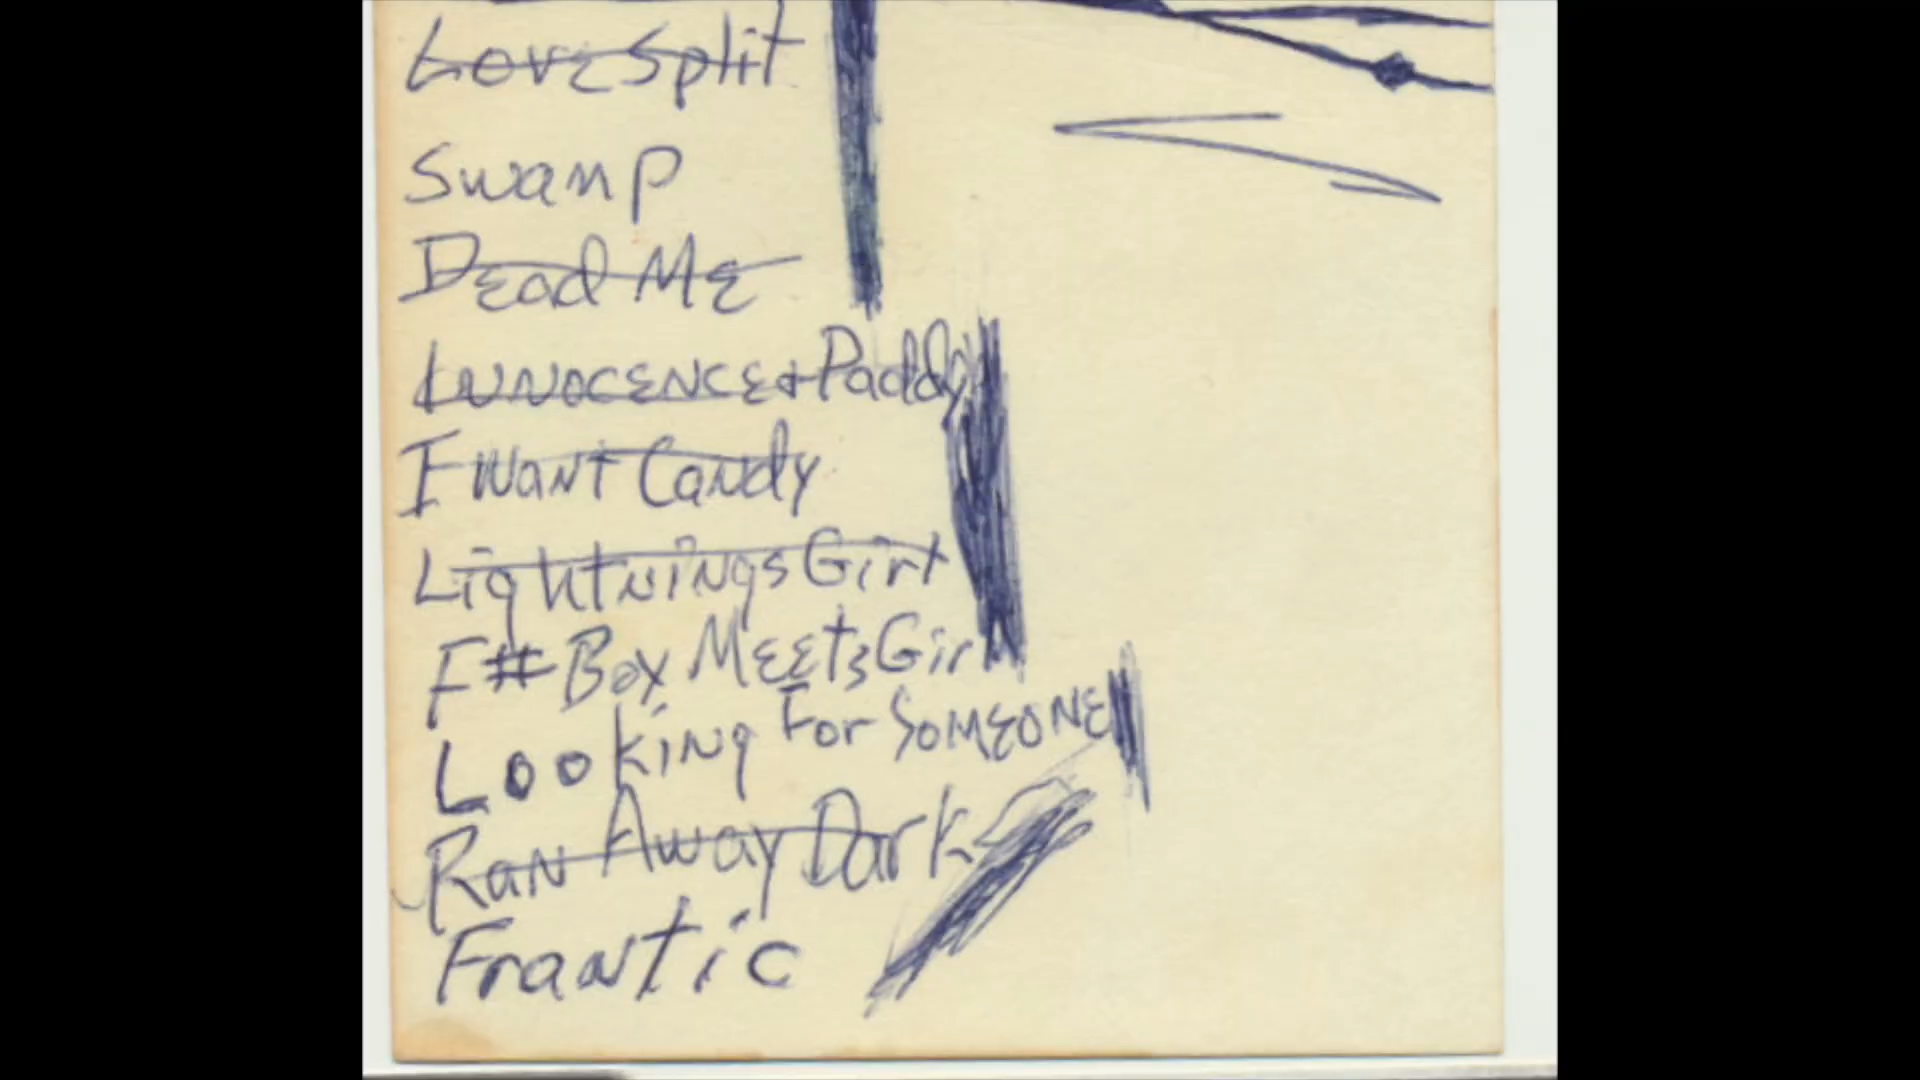 Love Split
Swamp
Dead Me
Innocence & Paddy
I Want Candy
Lightnings Girl
F# Boy Meets Girl
Looking For Someone
Ran Away Dark
Frantic